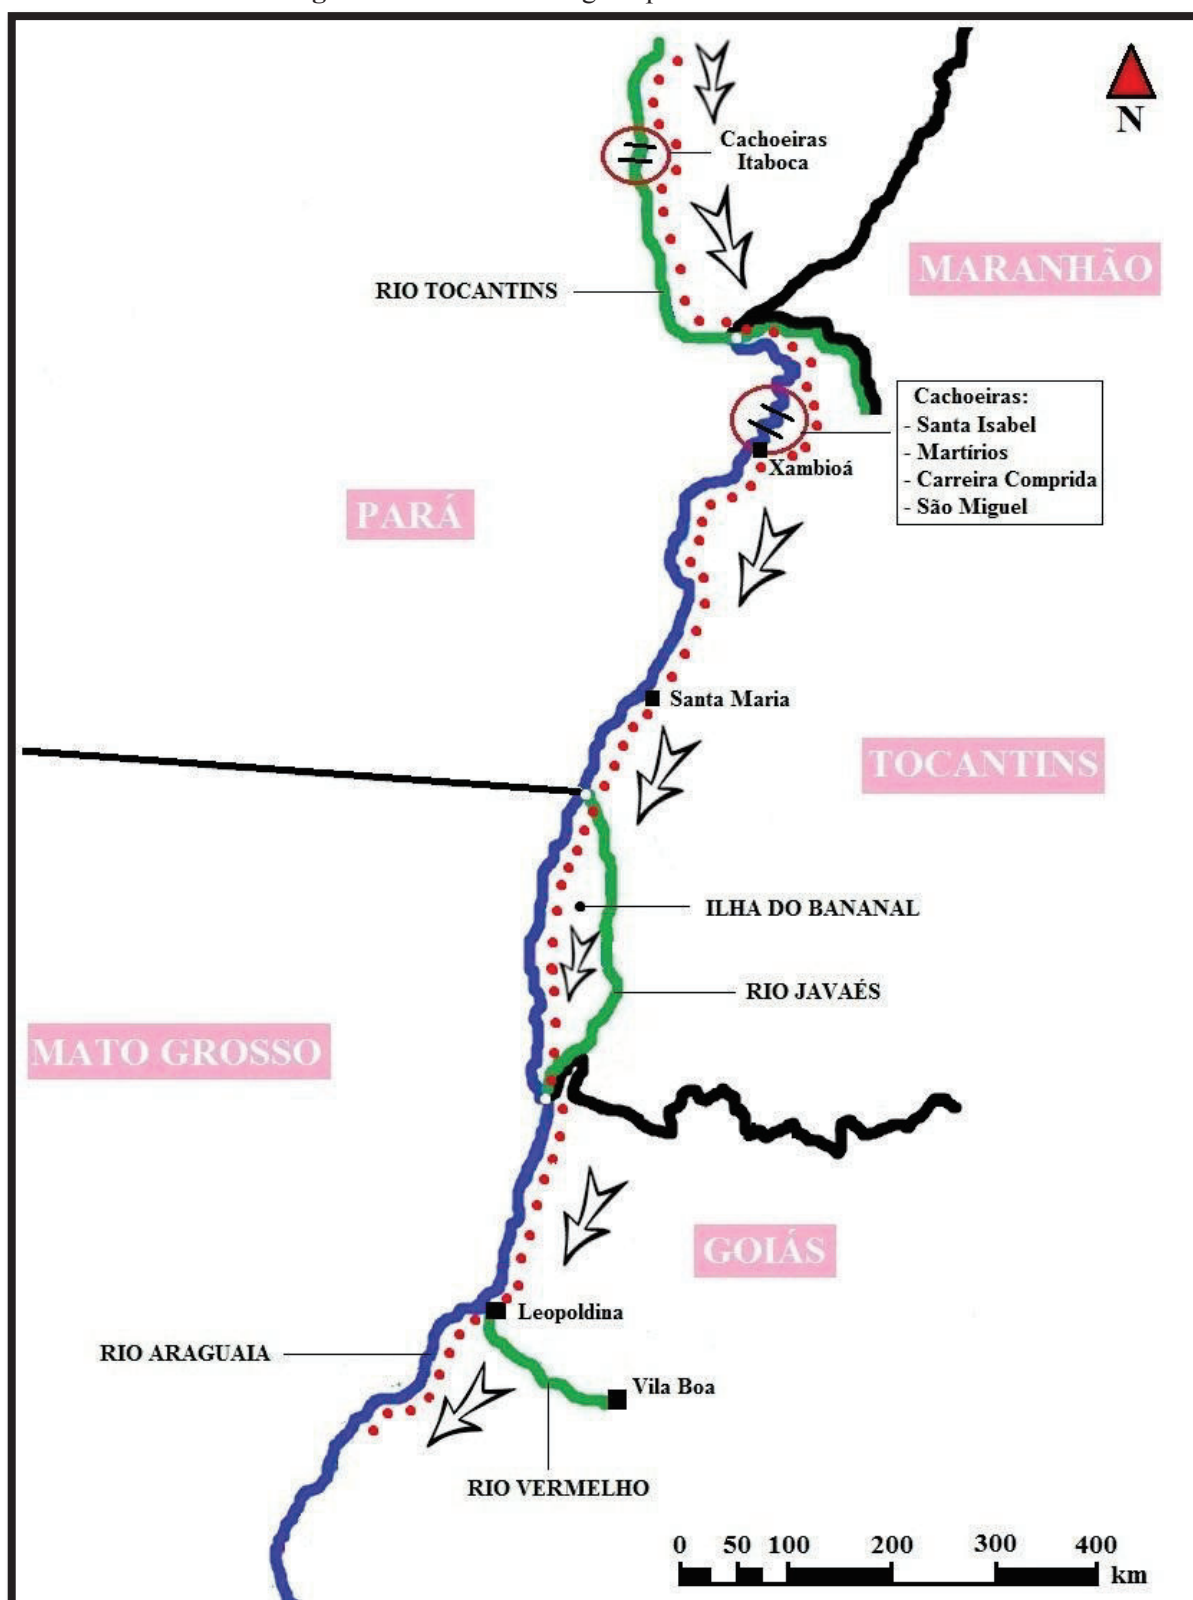 N
Cachoeiras
Itaboca
MARANHÃO
RIO TOCANTINS
Cachoeiras:
- Santa Isabel
- Martírios
- Carreira Comprida
- São Miguel
Xambioá
PARÁ
Santa Maria
TOCANTINS
ILHA DO BANANAL
RIO JAVAÉS
MATO GROSSO
GOIÁS
Leopoldina
RIO ARAGUAIA
Vila Boa
RIO VERMELHO
0 50 100 200 300 400
km